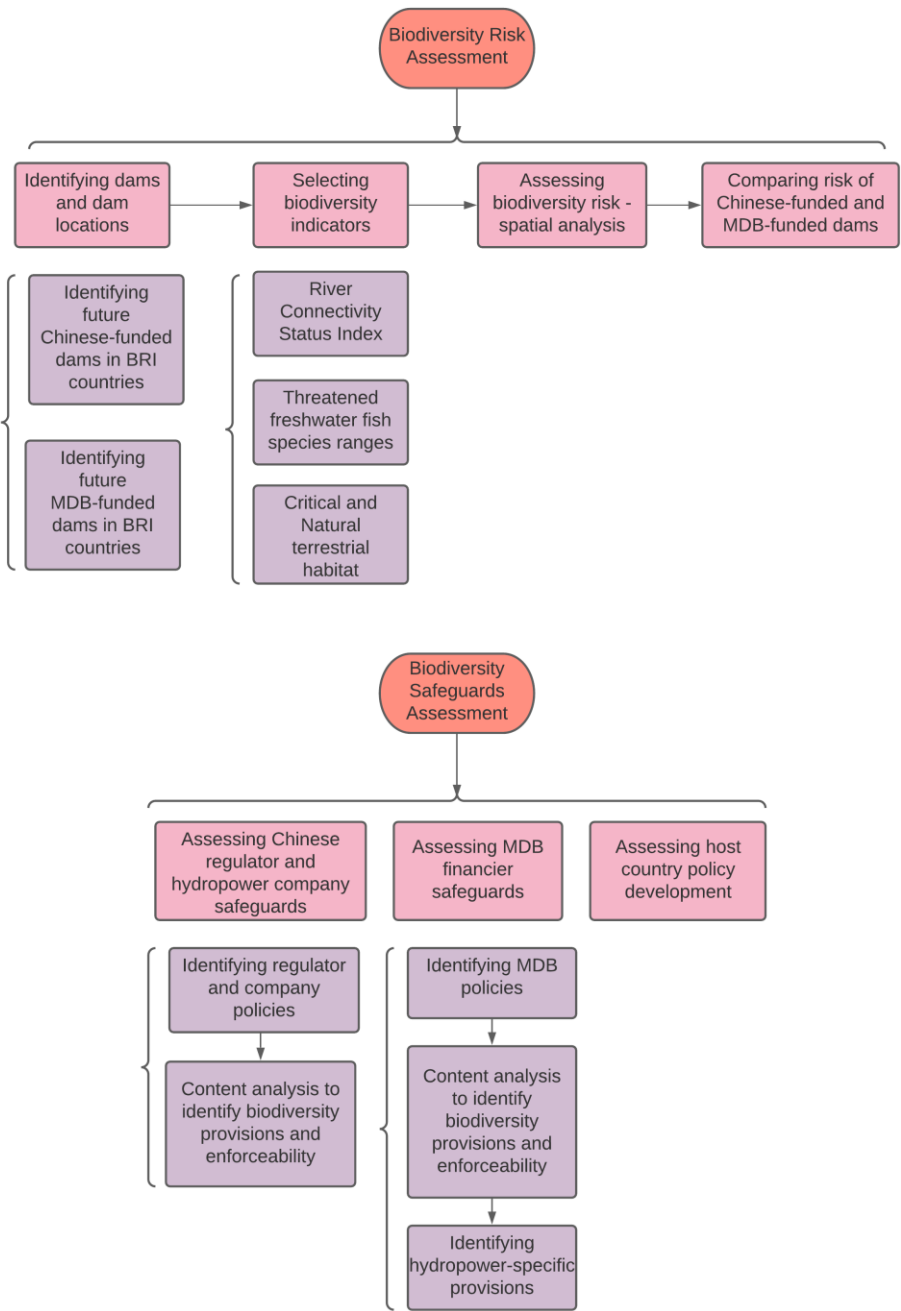 Biodiversity Risk
Assessment
Identifying dams
and dam
locations
Selecting
biodiversity
indicators
Assessing
biodiversity risk -
spatial analysis
Comparing risk of
Chinese-funded and
MDB-funded dams
Identifying
future
Chinese-funded
dams in BRI
countries
Identifying
future
MDB-funded
dams in BRI
countries
River
Connectivity
Status Index
Threatened
freshwater fish
species ranges
Critical and
Natural
terrestrial
habitat
Biodiversity
Safeguards
Assessment
Assessing Chinese
regulator and
hydropower company
safeguards
Assessing MDB
financier
safeguards
Assessing host
country policy
development
Identifying regulator
and company
policies
Content analysis to
identify biodiversity
provisions and
enforceability
Identifying MDB
policies
Content analysis
to identify
biodiversity
provisions and
enforceability
Identifying
hydropower-specific
provisions